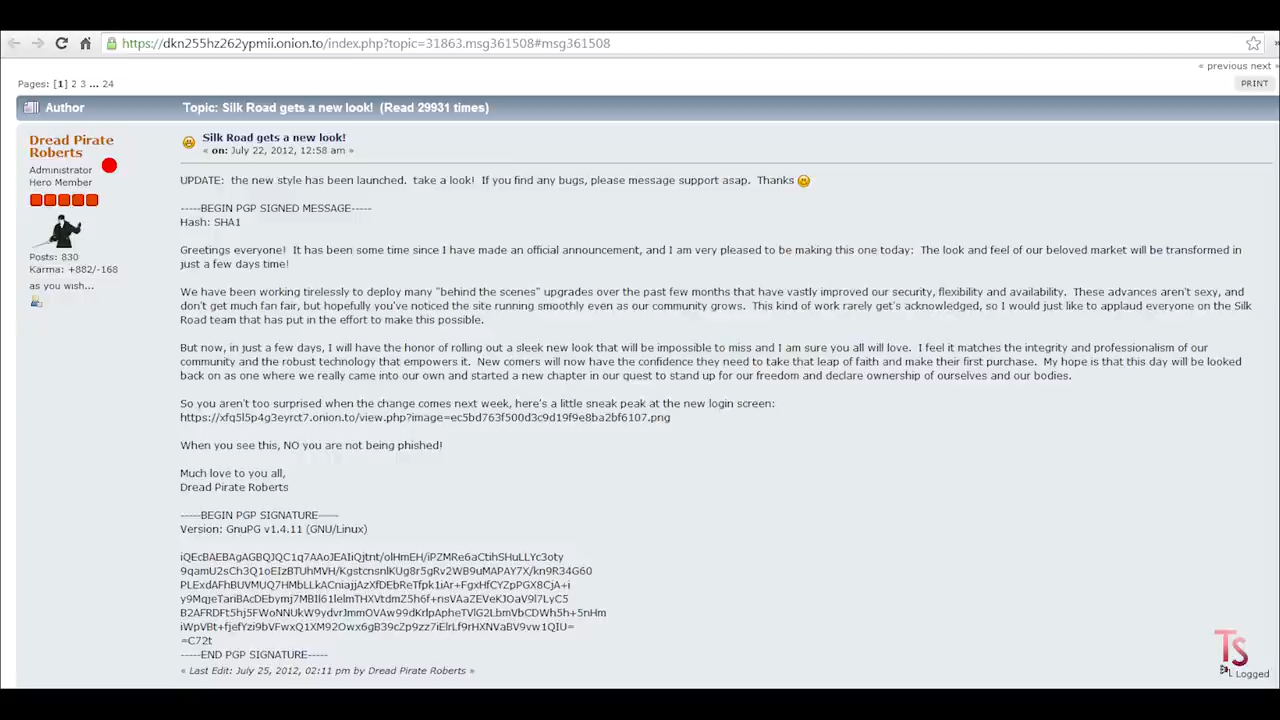 https://dkn255hz262ypmii.onion.to/index.php?topic=31863.msg361508#msg361508
« previous next »
Pages: [1] 2 3 ... 24
PRINT
Author
Topic: Silk Road gets a new look! (Read 29931 times)
Dread Pirate
Roberts
Administrator
Hero Member
Posts: 830
Karma: +882/-168
as you wish...
Silk Road gets a new look!
« on: July 22, 2012, 12:58 am »
UPDATE: the new style has been launched. take a look! If you find any bugs, please message support asap. Thanks
-----BEGIN PGP SIGNED MESSAGE-----
Hash: SHA1
Greetings everyone! It has been some time since I have made an official announcement, and I am very pleased to be making this one today: The look and feel of our beloved market will be transformed in
just a few days time!
We have been working tirelessly to deploy many "behind the scenes" upgrades over the past few months that have vastly improved our security, flexibility and availability. These advances aren't sexy, and
don't get much fan fair, but hopefully you've noticed the site running smoothly even as our community grows. This kind of work rarely get's acknowledged, so I would just like to applaud everyone on the Silk
Road team that has put in the effort to make this possible.
But now, in just a few days, I will have the honor of rolling out a sleek new look that will be impossible to miss and I am sure you all will love. I feel it matches the integrity and professionalism of our
community and the robust technology that empowers it. New comers will now have the confidence they need to take that leap of faith and make their first purchase. My hope is that this day will be looked
back on as one where we really came into our own and started a new chapter in our quest to stand up for our freedom and declare ownership of ourselves and our bodies.
So you aren't too surprised when the change comes next week, here's a little sneak peak at the new login screen:
https://xfq5l5p4g3eyrct7.onion.to/view.php?image=ec5bd763f500d3c9d19f9e8ba2bf6107.png
When you see this, NO you are not being phished!
Much love to you all,
Dread Pirate Roberts
-----BEGIN PGP SIGNATURE-----
Version: GnuPG v1.4.11 (GNU/Linux)
=C72t
-----END PGP SIGNATURE-----
« Last Edit: July 25, 2012, 02:11 pm by Dread Pirate Roberts »
TS
Logged